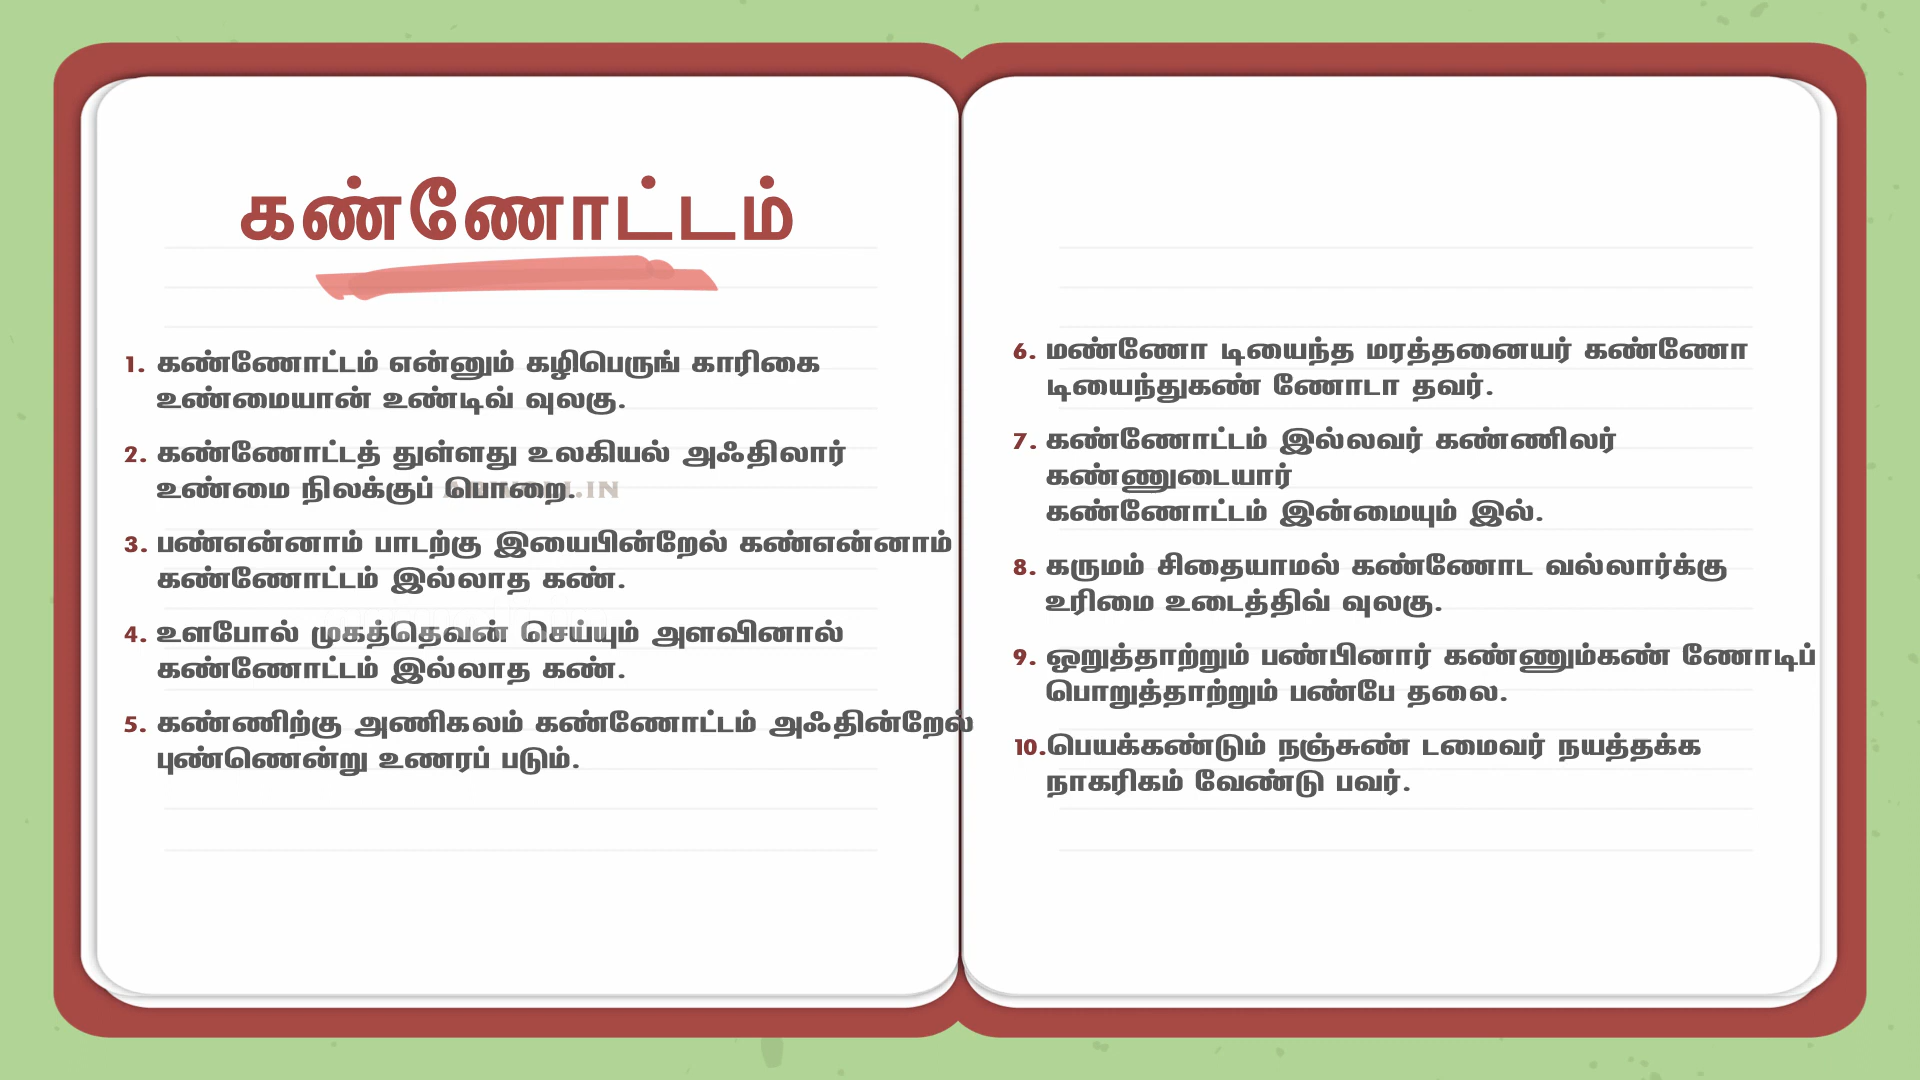 கண்ணோட்டம்
1. கண்ணோட்டம் என்னும் கழிபெருங் காரிகை
உண்மையான் உண்டிவ் வுலகு.
2. கண்ணோட்டத் துள்ளது உலகியல் அஃதிலார்
உண்மை நிலக்குப் பொறை.
3. பண்என்னாம் பாடற்கு இயைபின்றேல் கண்என்னாம்
கண்ணோட்டம் இல்லாத கண்.
4. உளபோல் முகத்தெவன் செய்யும் அளவினால்
கண்ணோட்டம் இல்லாத கண்.
5. கண்ணிற்கு அணிகலம் கண்ணோட்டம் அஃதின்றேல்
புண்ணென்று உணரப் படும்.
6. மண்ணோ டியைந்த மரத்தனையர் கண்ணோ
டியைந்துகண் ணோடா தவர்.
7. கண்ணோட்டம் இல்லவர் கண்ணிலர்
கண்ணுடையார்
கண்ணோட்டம் இன்மையும் இல்.
8. கருமம் சிதையாமல் கண்ணோட வல்லார்க்கு
உரிமை உடைத்திவ் வுலகு.
9. ஒறுத்தாற்றும் பண்பினார் கண்ணும்கண் ணோடிப்
பொறுத்தாற்றும் பண்பே தலை.
10.பெயக்கண்டும் நஞ்சுண் டமைவர் நயத்தக்க
நாகரிகம் வேண்டு பவர்.